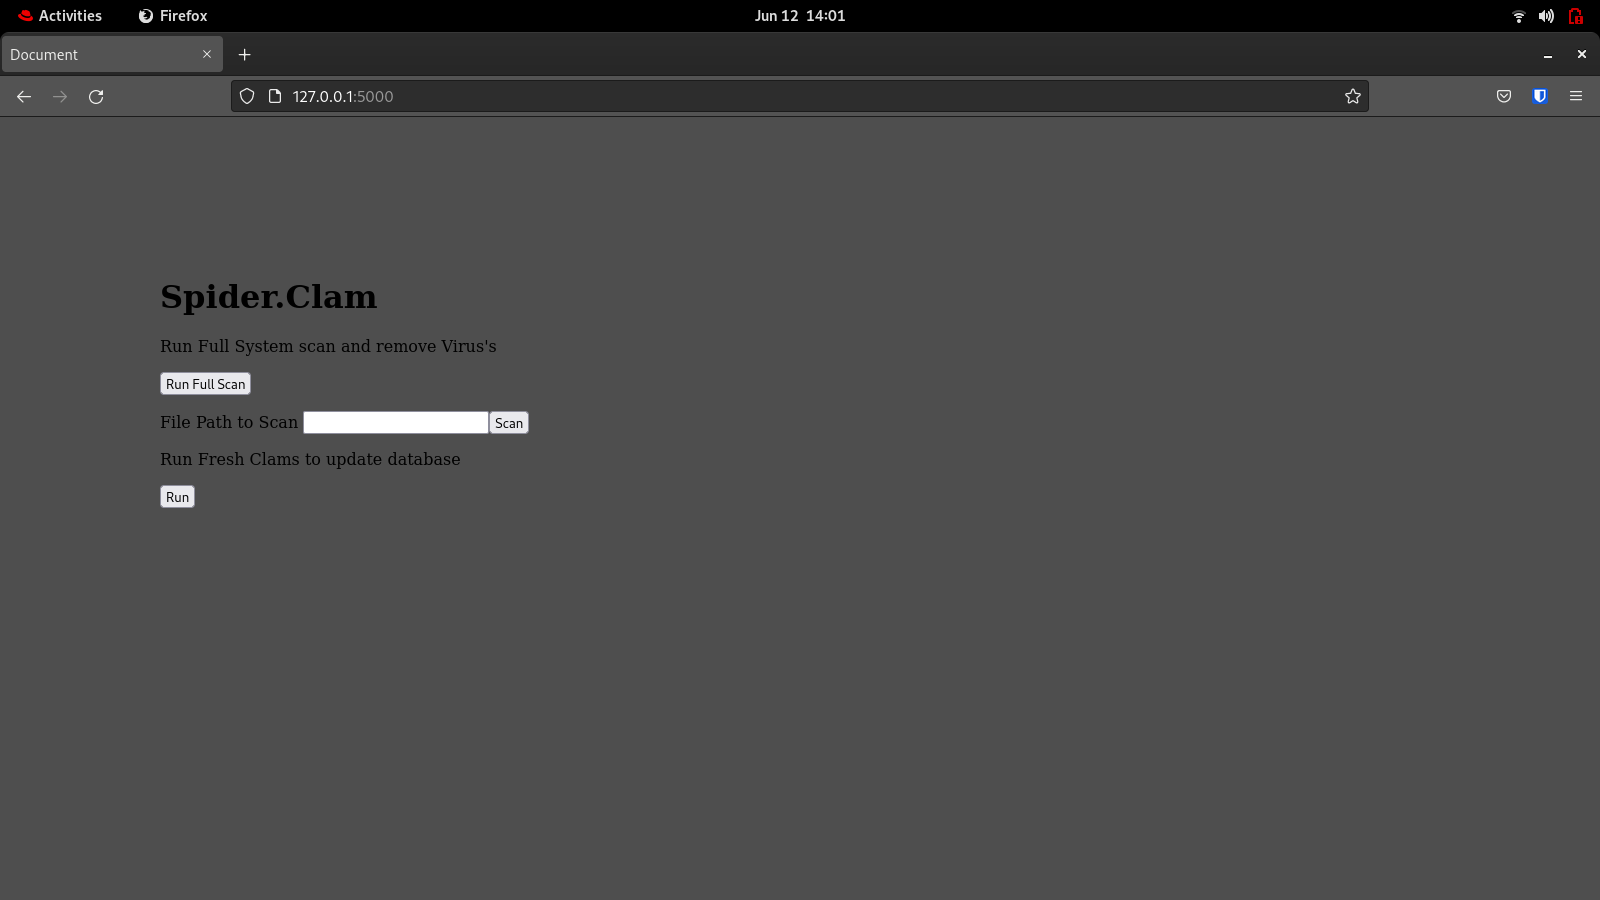 Activities Firefox Jun 12 14:01
Document
127.0.0.1:5000
Spider.Clam
Run Full System scan and remove Virus's
Run Full Scan
File Path to Scan Scan
Run Fresh Clams to update database
Run